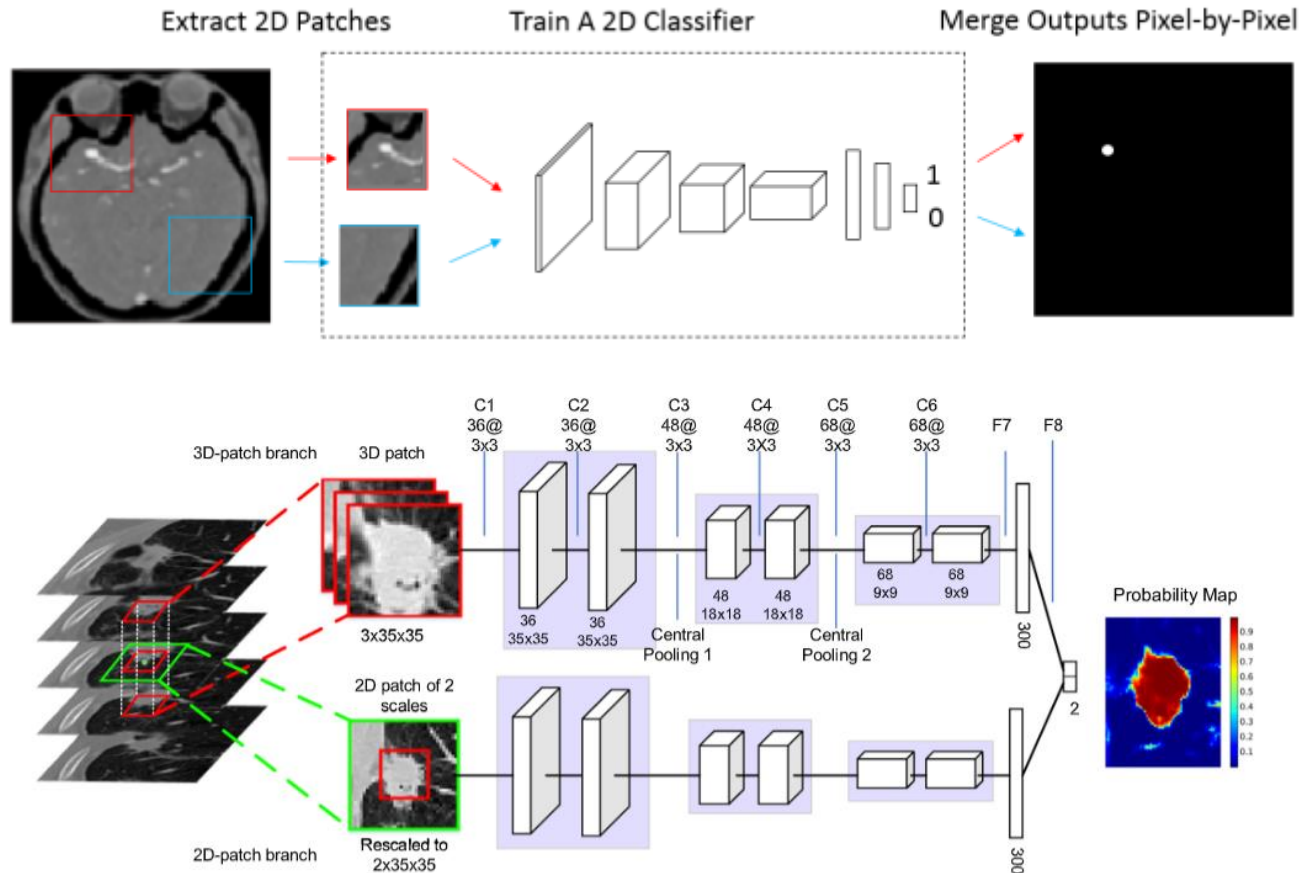 Extract 2D Patches
Train A 2D Classifier
Merge Outputs Pixel-by-Pixel
1
0
3D-patch branch
3D patch
3x35x35
C1
36@
3x3
C2
36@
3x3
C3
48@
3x3
C4
48@
3X3
C5
68@
3x3
C6
68@
3x3
F7
F8
36
35x35
36
35x35
Central
Pooling 1
48
18x18
48
18x18
Central
Pooling 2
68
9x9
68
9x9
300
2D patch of 2
scales
Rescaled to
2x35x35
2D-patch branch
300
2
Probability Map
0.9
0.8
0.7
0.6
0.5
0.4
0.3
0.2
0.1